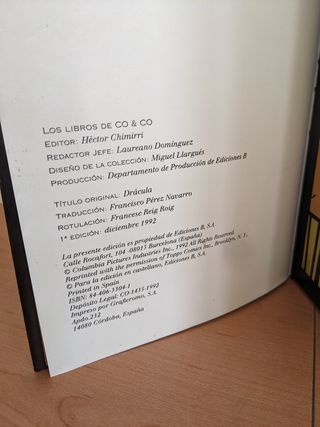 LOS LIBROS DE CO & CO
EDITOR: Héctor Chimirri
REDACTOR JEFE: Laureano Domínguez
DISEÑO DE LA COLECCIÓN: Miguel Llargués
PRODUCCIÓN: Departamento de Producción de Ediciones B
TÍTULO ORIGINAL: Drácula
TRADUCCIÓN: Francisco Pérez Navarro
ROTULACIÓN: Francesc Reig Roig
1ª EDICIÓN: diciembre 1992
La presente edición es propiedad de Ediciones B, SA
Calle Rocafort, 104 -08015 Barcelona (España)
© Columbia Pictures Industries Inc.- 1992 All Rights Reserved.
Reprinted with the permission of Topps Comics Inc., Brooklyn, N.Y.,
© Para la edición en castellano, Ediciones B, SA.
Printed in Spain
ISBN: 84-406-3304-1
Depósito Legal: CO-1435-1992
Impreso por Graficromo, S.A.
Apdo.232
14080 Córdoba, España